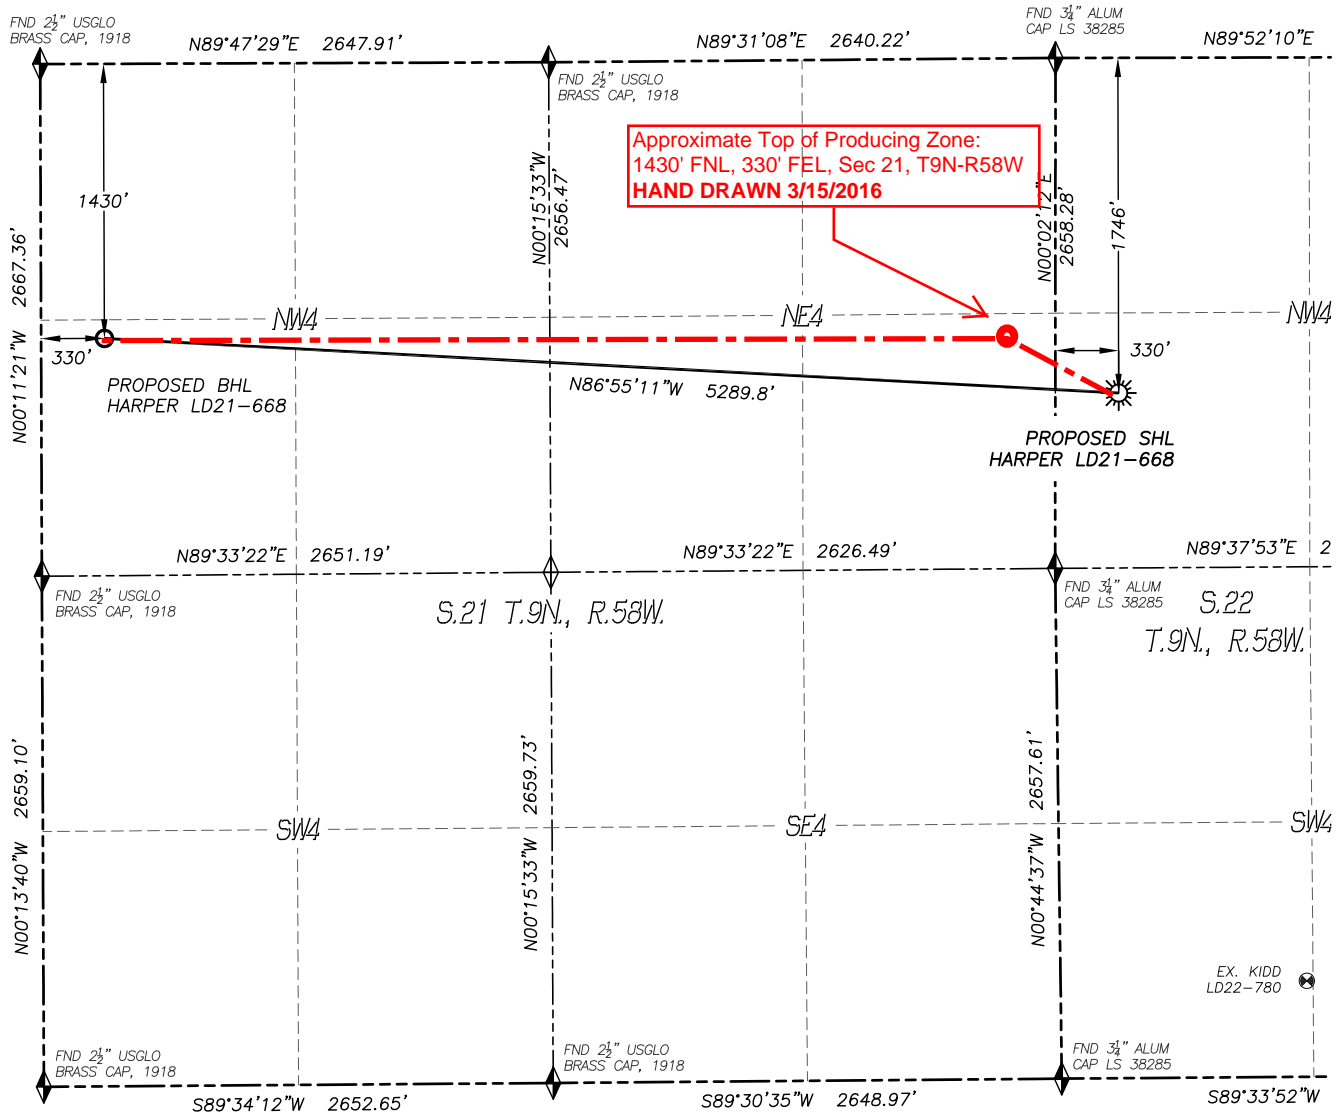 FND 2½" USGLO
BRASS CAP, 1918
N89°47'29"E 2647.91'
N89°31'08"E 2640.22'
FND 3¼" ALUM
CAP LS 38285
N89°52'10"E
FND 2½" USGLO
BRASS CAP, 1918
Approximate Top of Producing Zone:
1430' FNL, 330' FEL, Sec 21, T9N-R58W
HAND DRAWN 3/15/2016
1430'
N00°15'33"W
2656.47'
N00°02'12"E
2658.28'
1746'
N00°11'21"W 2667.36'
NW4
NE4
NW4
330'
330'
PROPOSED BHL
HARPER LD21-668
N86°55'11"W 5289.8'
PROPOSED SHL
HARPER LD21-668
N89°33'22"E 2651.19'
N89°33'22"E 2626.49'
N89°37'53"E 2
FND 2½" USGLO
BRASS CAP, 1918
FND 3¼" ALUM
CAP LS 38285
S.21 T.9N., R.58W.
S.22
T.9N., R.58W.
N00°13'40"W 2659.10'
N00°15'33"W 2659.73'
N00°44'37"W 2657.61'
SW4
SE4
SW4
EX. KIDD
LD22-780
FND 2½" USGLO
BRASS CAP, 1918
FND 2½" USGLO
BRASS CAP, 1918
FND 3¼" ALUM
CAP LS 38285
S89°34'12"W 2652.65'
S89°30'35"W 2648.97'
S89°33'52"W